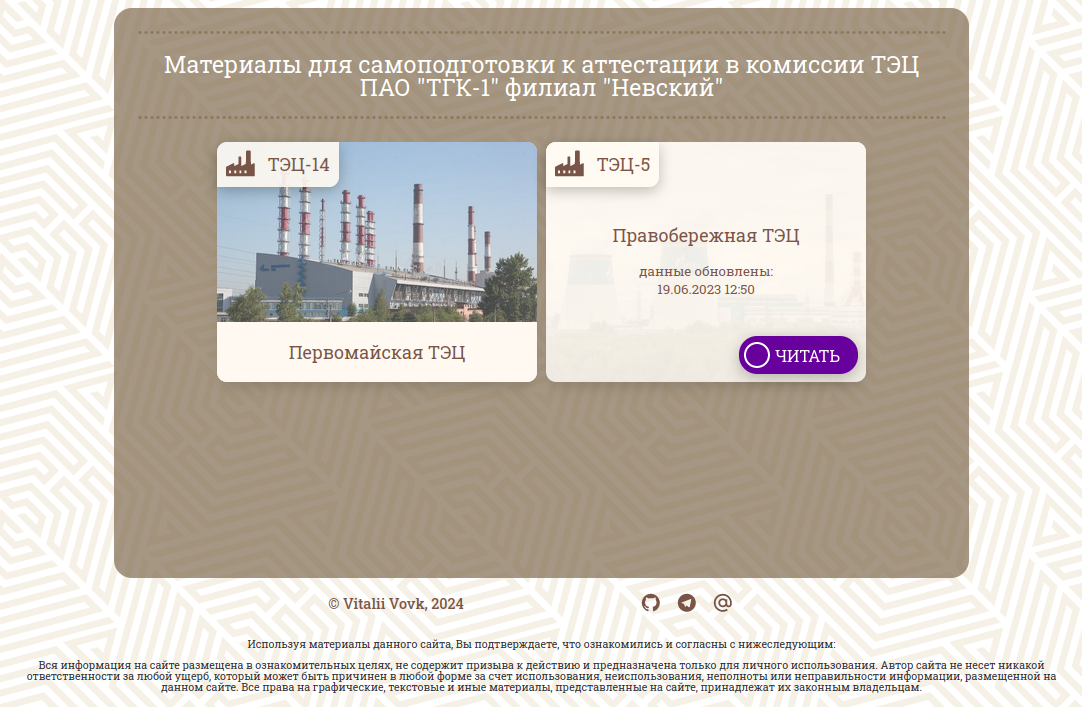 Материалы для самоподготовки к аттестации в комиссии ТЭЦ
ПАО "ТГК-1" филиал "Невский"
ТЭЦ-14
Первомайская ТЭЦ
ТЭЦ-5
Правобережная ТЭЦ
данные обновлены:
19.06.2023 12:50
ЧИТАТЬ
© Vitalii Vovk, 2024
Используя материалы данного сайта, Вы подтверждаете, что ознакомились и согласны с нижеследующим:
Вся информация на сайте размещена в ознакомительных целях, не содержит призыва к действию и предназначена только для личного использования. Автор сайта не несет никакой
ответственности за любой ущерб, который может быть причинен в любой форме за счет использования, неиспользования, неполноты или неправильности информации, размещенной на
данном сайте. Все права на графические, текстовые и иные материалы, представленные на сайте, принадлежат их законным владельцам.